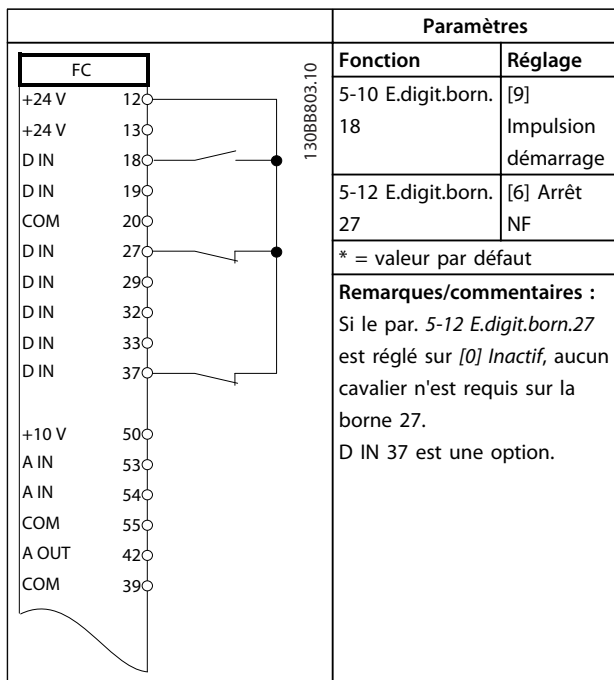 Paramètres
Fonction Réglage
5-10 E.digit.born. [9]
18 Impulsion
démarrage
5-12 E.digit.born. [6] Arrêt
27 NF
* = valeur par défaut
Remarques/commentaires :
Si le par. 5-12 E.digit.born.27
est réglé sur [0] Inactif, aucun
cavalier n'est requis sur la
borne 27.
D IN 37 est une option.
FC
+24 V 12
+24 V 13
D IN 18
D IN 19
COM 20
D IN 27
D IN 29
D IN 32
D IN 33
D IN 37
+10 V 50
A IN 53
A IN 54
COM 55
A OUT 42
COM 39
130BB803.10